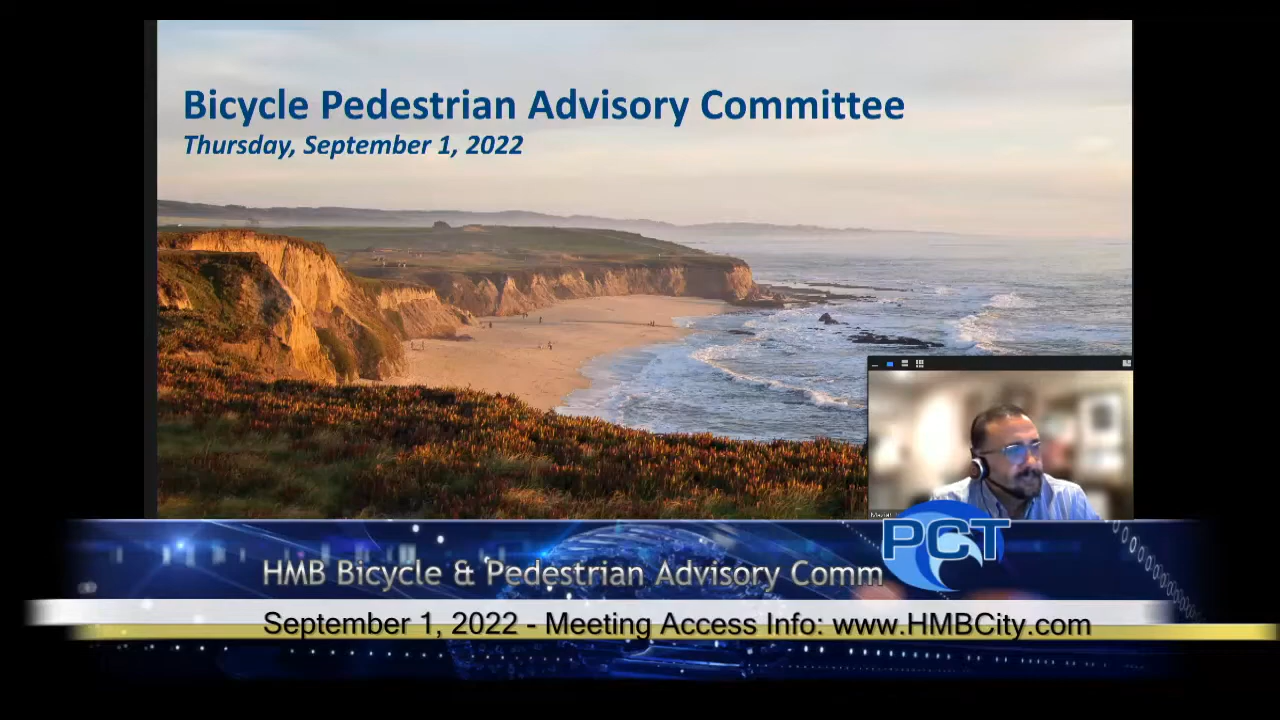 Bicycle Pedestrian Advisory Committee
Thursday, September 1, 2022
PCT
HMB Bicycle & Pedestrian Advisory Comm
September 1, 2022 - Meeting Access Info: www.HMBCity.com